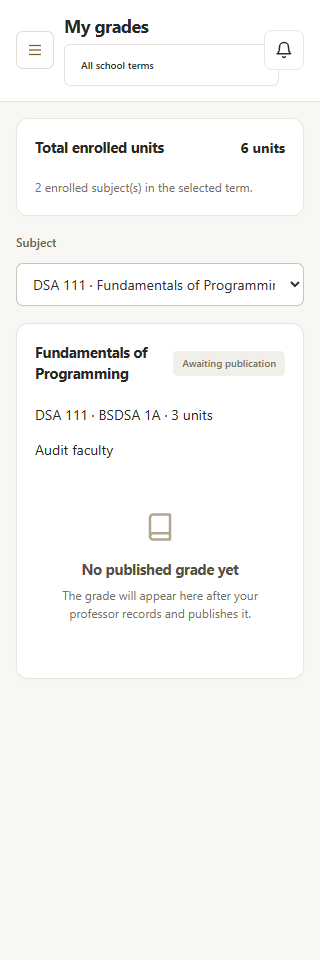 My grades
All school terms
Total enrolled units
6 units
2 enrolled subject(s) in the selected term.
Subject
DSA 111 · Fundamentals of Programmin
Fundamentals of
Programming
Awaiting publication
DSA 111 · BSDSA 1A · 3 units
Audit faculty
No published grade yet
The grade will appear here after your
professor records and publishes it.